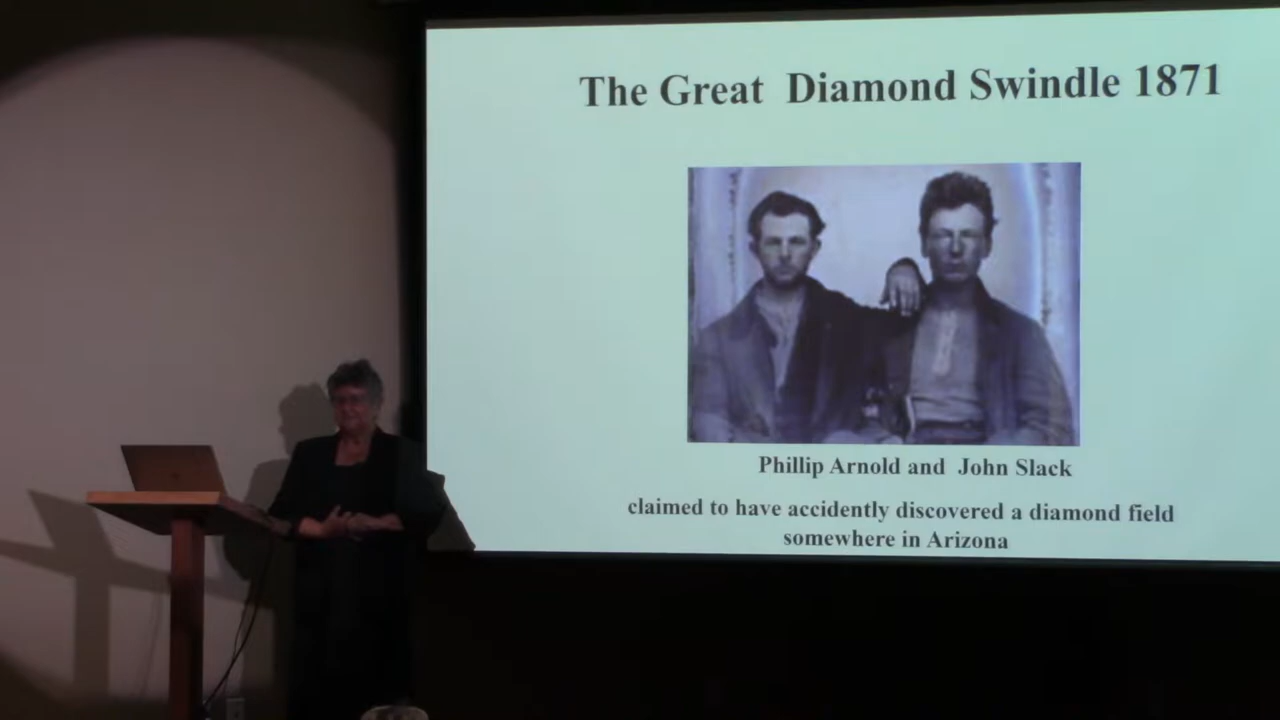 The Great Diamond Swindle 1871
Phillip Arnold and John Slack
claimed to have accidently discovered a diamond field
somewhere in Arizona